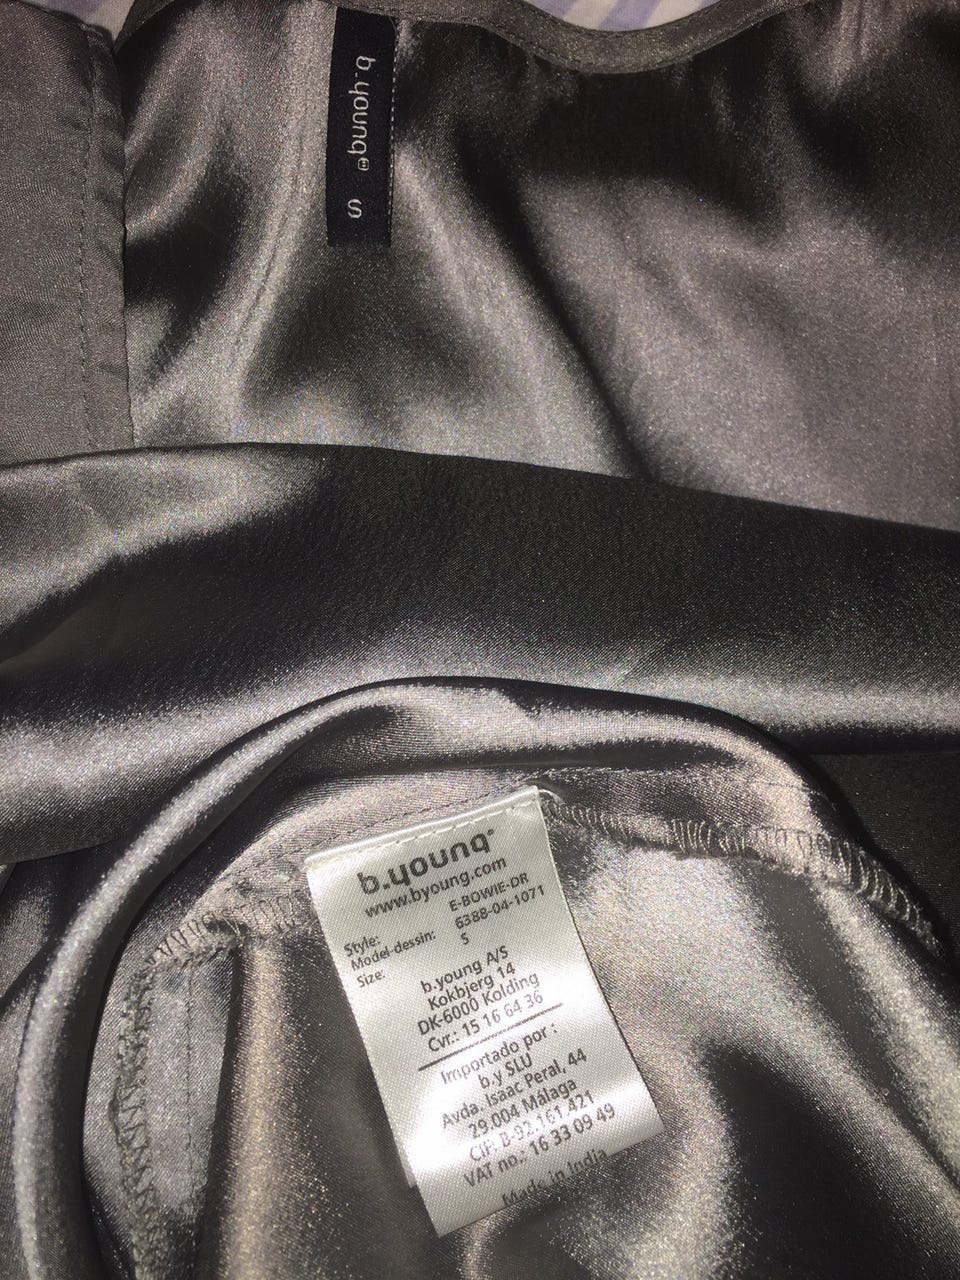 b.young®
S
b.young®
www.byoung.com
Style: E-BOWIE-DR
Model-dessin: 6388-04-1071
Size: S
b.young A/S
Kokbjerg 14
DK-6000 Kolding
Cvr.: 15 16 64 36
Importado por :
b.y SLU
Avda. Isaac Peral, 44
29.004 Málaga
CIF: B-92.161.421
VAT no.: 16 33 09 49
Made in India